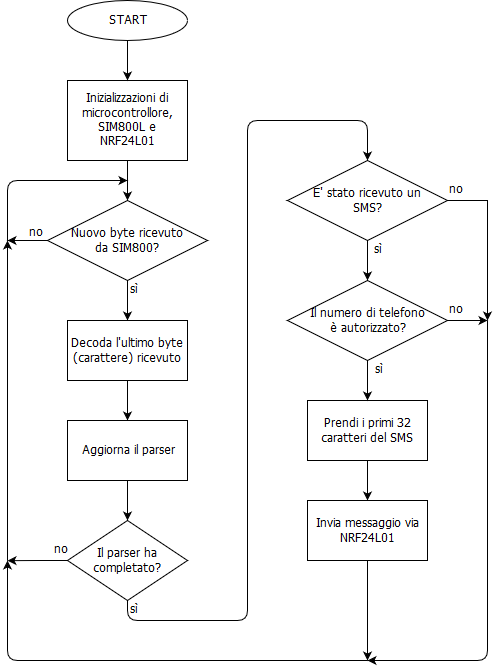 START
Inizializzazioni di
microcontrollore,
SIM800L e
NRF24L01
Nuovo byte ricevuto
da SIM800?
no
sì
Decoda l'ultimo byte
(carattere) ricevuto
Aggiorna il parser
Il parser ha
completato?
no
sì
E' stato ricevuto un
SMS?
no
sì
Il numero di telefono
è autorizzato?
no
sì
Prendi i primi 32
caratteri del SMS
Invia messaggio via
NRF24L01